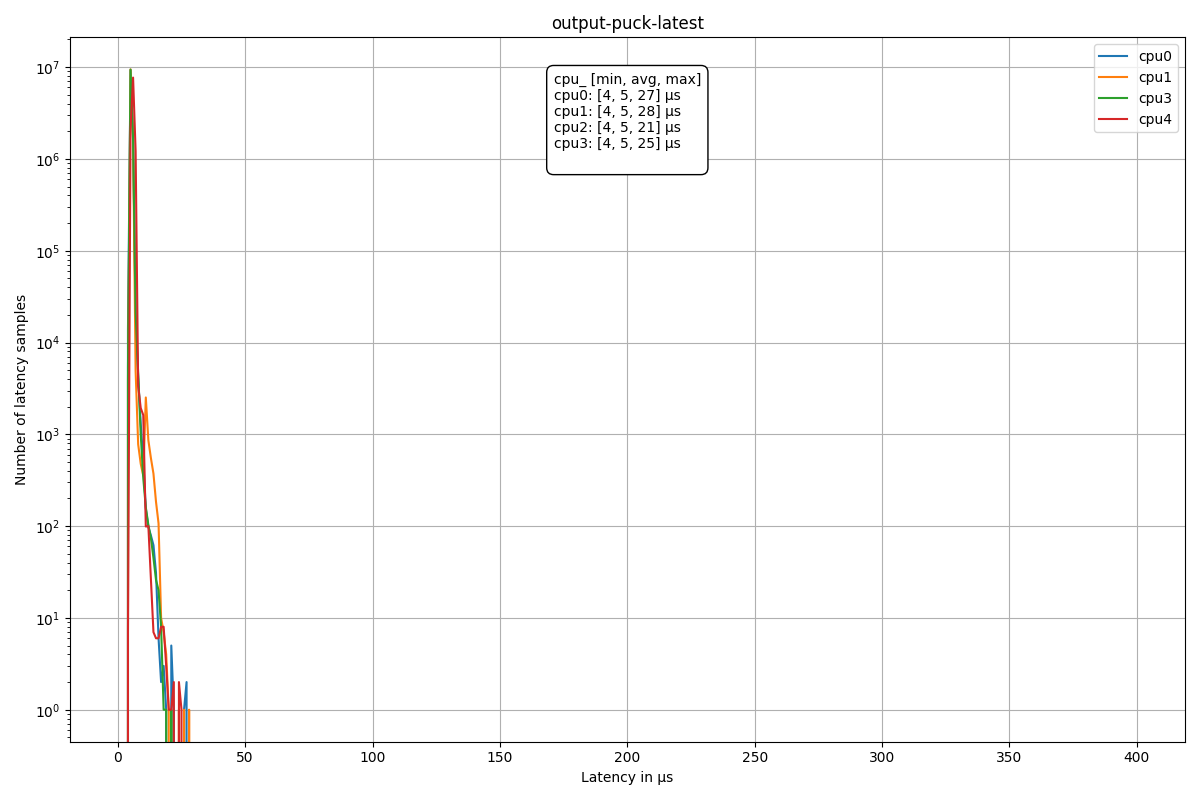 output-puck-latest
cpu0
cpu1
cpu3
cpu4
cpu_ [min, avg, max]
cpu0: [4, 5, 27] µs
cpu1: [4, 5, 28] µs
cpu2: [4, 5, 21] µs
cpu3: [4, 5, 25] µs
Number of latency samples
10⁷
10⁶
10⁵
10⁴
10³
10²
10¹
10⁰
0 50 100 150 200 250 300 350 400
Latency in µs